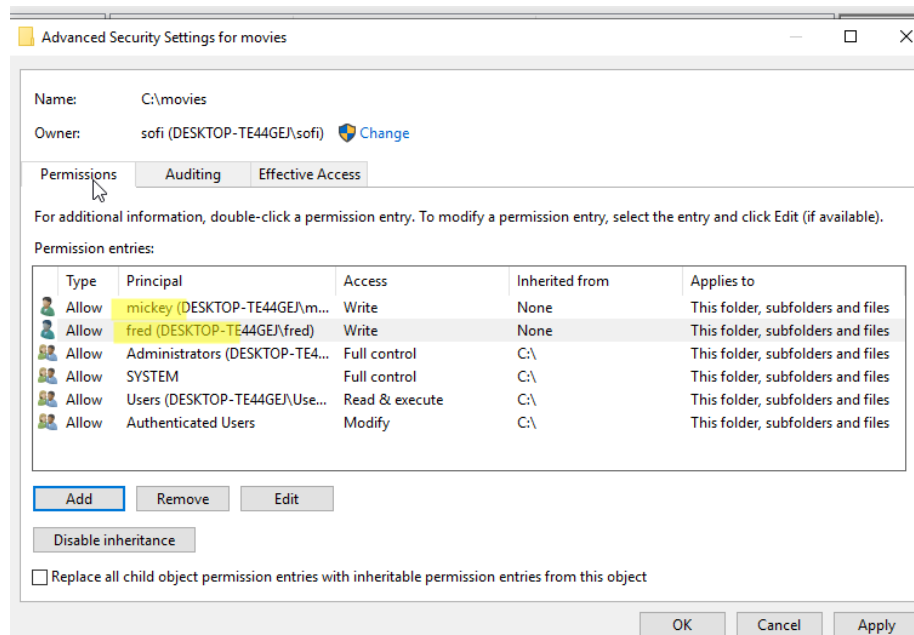 Advanced Security Settings for movies
Name: C:\movies
Owner: sofi (DESKTOP-TE44GEJ\sofi) Change
Permissions Auditing Effective Access
For additional information, double-click a permission entry. To modify a permission entry, select the entry and click Edit (if available).
Permission entries:
Type Principal Access Inherited from Applies to
Allow mickey (DESKTOP-TE44GEJ\m... Write None This folder, subfolders and files
Allow fred (DESKTOP-TE44GEJ\fred) Write None This folder, subfolders and files
Allow Administrators (DESKTOP-TE4... Full control C:\ This folder, subfolders and files
Allow SYSTEM Full control C:\ This folder, subfolders and files
Allow Users (DESKTOP-TE44GEJ\Use... Read & execute C:\ This folder, subfolders and files
Allow Authenticated Users Modify C:\ This folder, subfolders and files
Add Remove Edit
Disable inheritance
Replace all child object permission entries with inheritable permission entries from this object
OK Cancel Apply